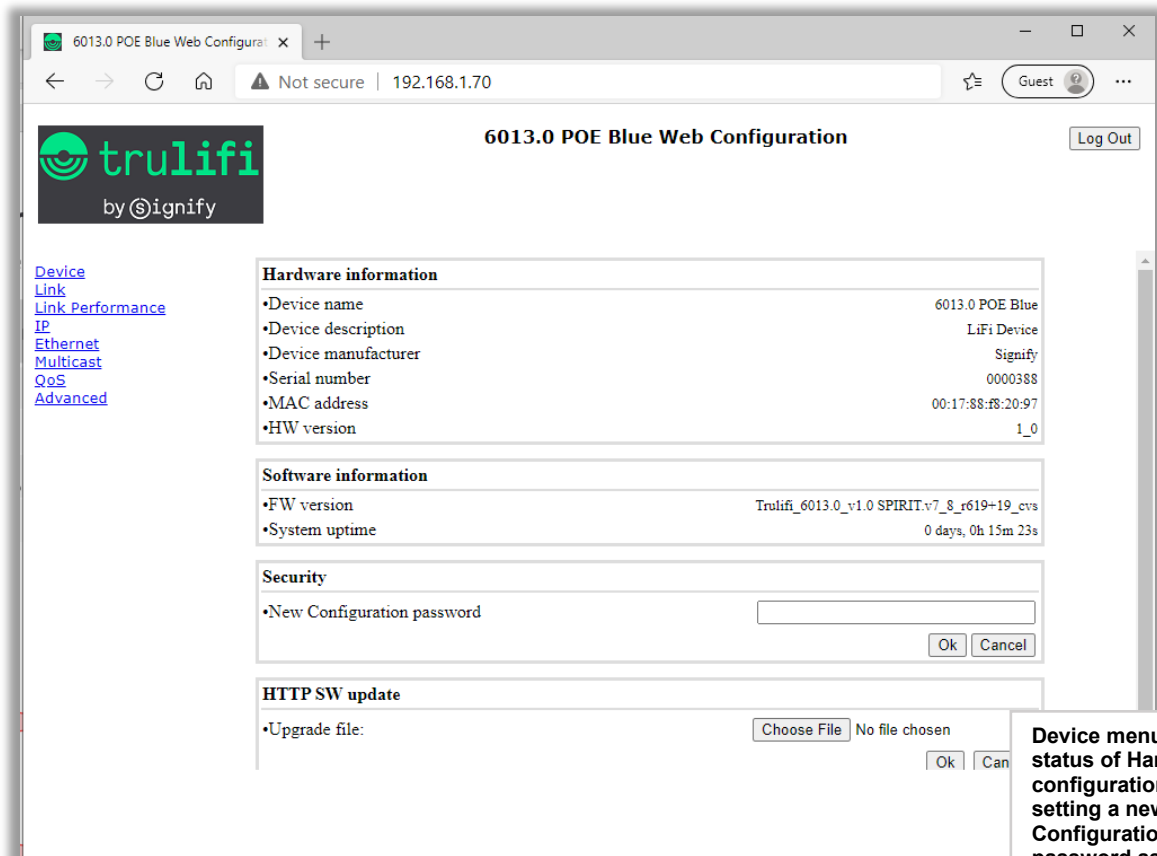 6013.0 POE Blue Web Configurat
Not secure | 192.168.1.70
Guest
trulifi
by signify
6013.0 POE Blue Web Configuration
Log Out
Device
Link
Link Performance
IP
Ethernet
Multicast
QoS
Advanced
Hardware information
•Device name 6013.0 POE Blue
•Device description LiFi Device
•Device manufacturer Signify
•Serial number 0000388
•MAC address 00:17:88:f8:20:97
•HW version 1_0
Software information
•FW version Trulifi_6013.0_v1.0 SPIRIT.v7_8_r619+19_cvs
•System uptime 0 days, 0h 15m 23s
Security
•New Configuration password
Ok Cancel
HTTP SW update
•Upgrade file: Choose File No file chosen
Ok Can
Device menu
status of Har
configuration
setting a new
Configuratio
password